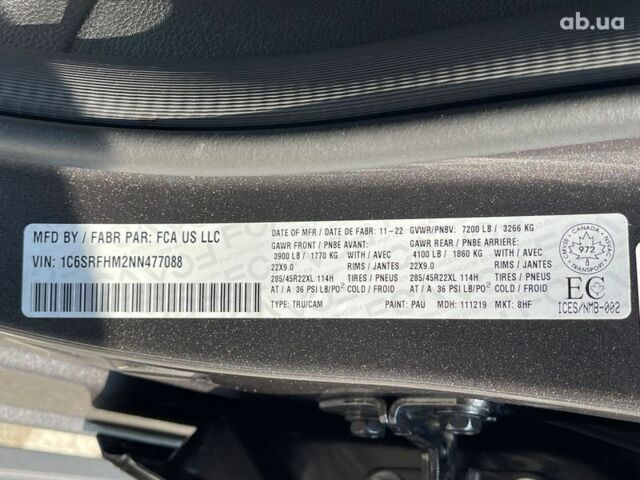 ab.ua
MFD BY / FABR PAR: FCA US LLC
VIN: 1C6SRFHM2NN477088
DATE OF MFR / DATE DE FABR: 11-22 GVWR/PNBV: 7200 LB / 3266 KG
GAWR FRONT / PNBE AVANT: GAWR REAR / PNBE ARRIERE:
3900 LB / 1770 KG WITH / AVEC 4100 LB / 1860 KG WITH / AVEC
22X9.0 RIMS / JANTES 22X9.0 RIMS / JANTES
285/45R22XL 114H TIRES / PNEUS 285/45R22XL 114H TIRES / PNEUS
AT / A 36 PSI LB/PO² COLD / FROID AT / A 36 PSI LB/PO² COLD / FROID
TYPE: TRU/CAM PAINT: PAU MDH: 111219 MKT: 8HF
CANADA
CMVSS
NSVAC
972
8
EC
ICES/NMB-002